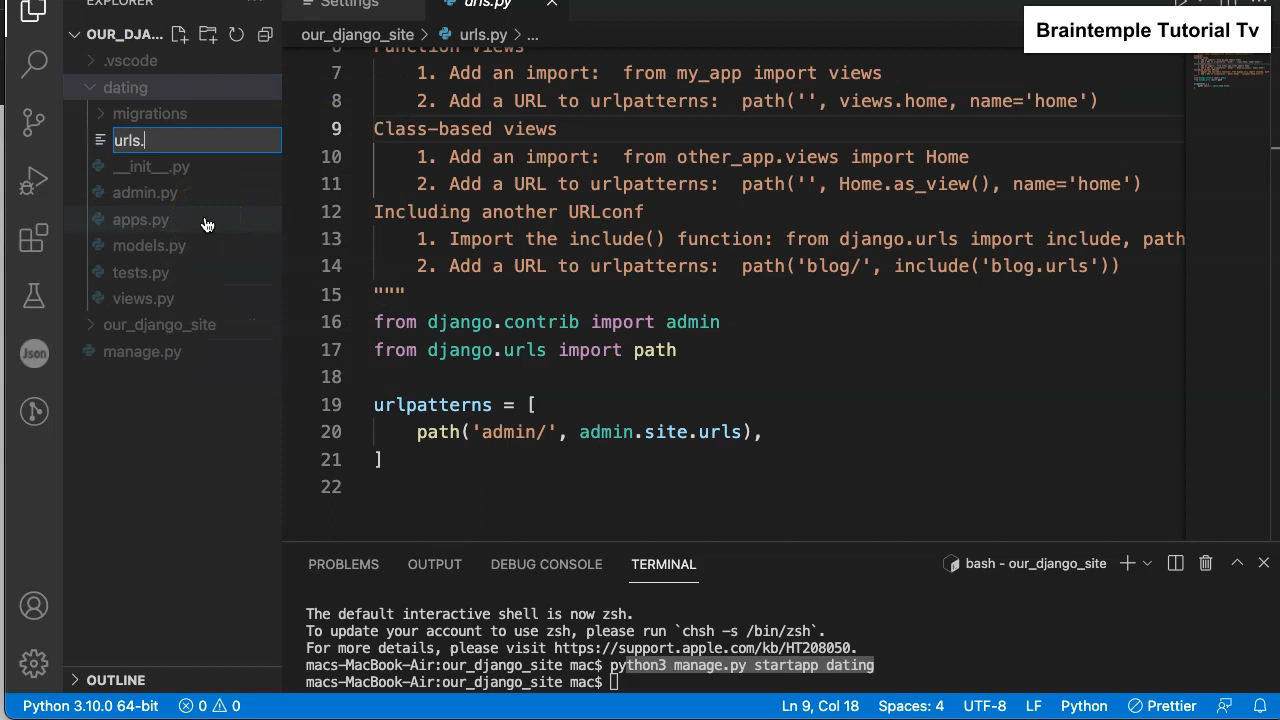 EXPLORER
Settings
urls.py
Braintemple Tutorial Tv
OUR_DJA...
our_django_site > urls.py > ...
.vscode
dating
migrations
urls.
__init__.py
admin.py
apps.py
models.py
tests.py
views.py
our_django_site
manage.py
Json
OUTLINE
6 Function views
7 1. Add an import:  from my_app import views
8 2. Add a URL to urlpatterns:  path('', views.home, name='home')
9 Class-based views
10 1. Add an import:  from other_app.views import Home
11 2. Add a URL to urlpatterns:  path('', Home.as_view(), name='home')
12 Including another URLconf
13 1. Import the include() function: from django.urls import include, path
14 2. Add a URL to urlpatterns:  path('blog/', include('blog.urls'))
15 """
16 from django.contrib import admin
17 from django.urls import path
18
19 urlpatterns = [
20 path('admin/', admin.site.urls),
21 ]
22
PROBLEMS OUTPUT DEBUG CONSOLE TERMINAL bash - our_django_site
The default interactive shell is now zsh.
To update your account to use zsh, please run `chsh -s /bin/zsh`.
For more details, please visit https://support.apple.com/kb/HT208050.
macs-MacBook-Air:our_django_site mac$ python3 manage.py startapp dating
macs-MacBook-Air:our_django_site mac$
Python 3.10.0 64-bit 0 0 Ln 9, Col 18 Spaces: 4 UTF-8 LF Python Prettier